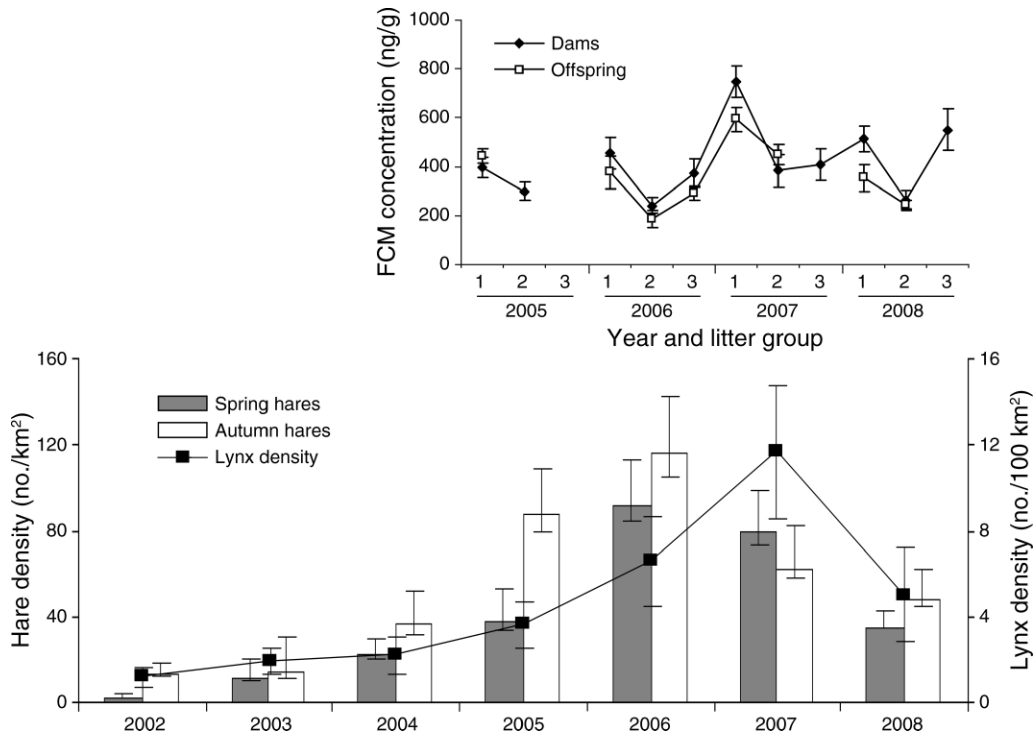 FCM concentration (ng/g)
1000
800
600
400
200
0
Dams
Offspring
1 2 3 1 2 3 1 2 3 1 2 3
2005 2006 2007 2008
Year and litter group
Hare density (no./km²)
160
120
80
40
0
Spring hares
Autumn hares
Lynx density
16
12
8
4
0
Lynx density (no./100 km²)
2002 2003 2004 2005 2006 2007 2008